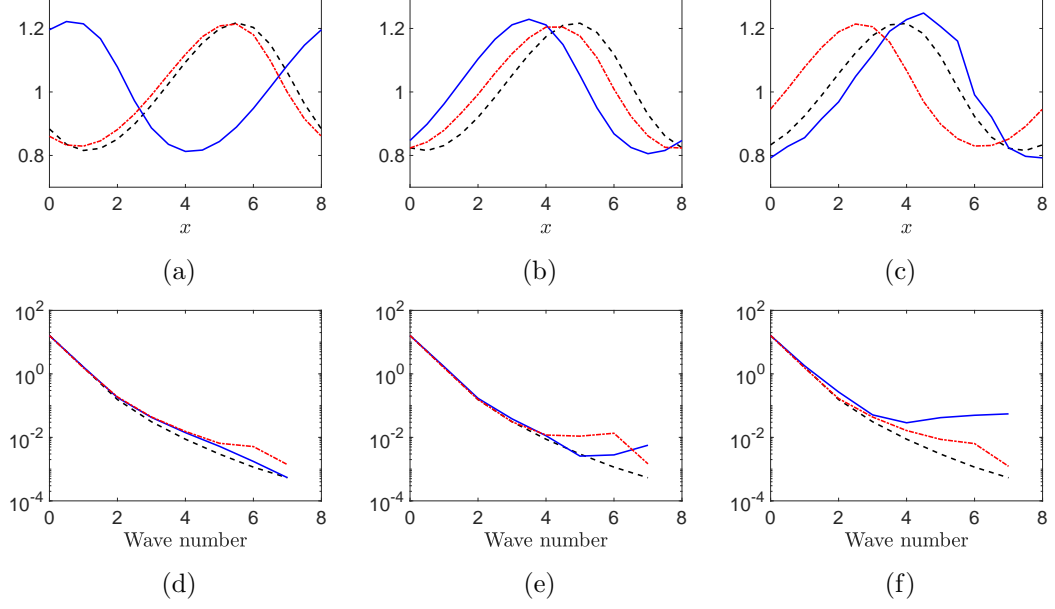 1.2 1.2 1.2
1 1 1
0.8 0.8 0.8
0 2 4 6 8 0 2 4 6 8 0 2 4 6 8
x x x
(a) (b) (c)
10^2 10^2 10^2
10^0 10^0 10^0
10^-2 10^-2 10^-2
10^-4 10^-4 10^-4
0 2 4 6 8 0 2 4 6 8 0 2 4 6 8
Wave number Wave number Wave number
(d) (e) (f)